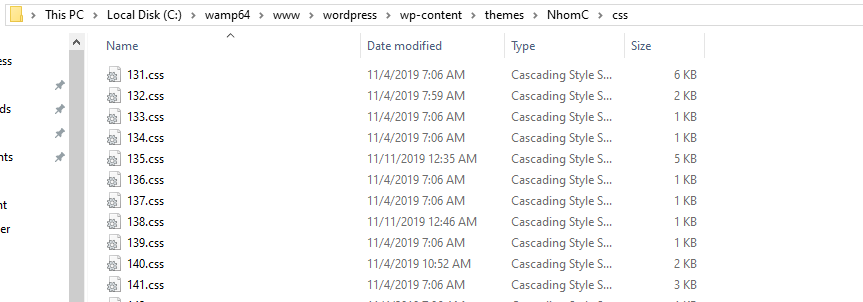 This PC > Local Disk (C:) > wamp64 > www > wordpress > wp-content > themes > NhomC > css
Name Date modified Type Size
ess
131.css 11/4/2019 7:06 AM Cascading Style S... 6 KB
132.css 11/4/2019 7:59 AM Cascading Style S... 2 KB
ds
133.css 11/4/2019 7:06 AM Cascading Style S... 1 KB
134.css 11/4/2019 7:06 AM Cascading Style S... 1 KB
nts
135.css 11/11/2019 12:35 AM Cascading Style S... 5 KB
136.css 11/4/2019 7:06 AM Cascading Style S... 1 KB
nt
137.css 11/4/2019 7:06 AM Cascading Style S... 1 KB
er
138.css 11/11/2019 12:46 AM Cascading Style S... 1 KB
139.css 11/4/2019 7:06 AM Cascading Style S... 1 KB
140.css 11/4/2019 10:52 AM Cascading Style S... 2 KB
141.css 11/4/2019 7:06 AM Cascading Style S... 3 KB